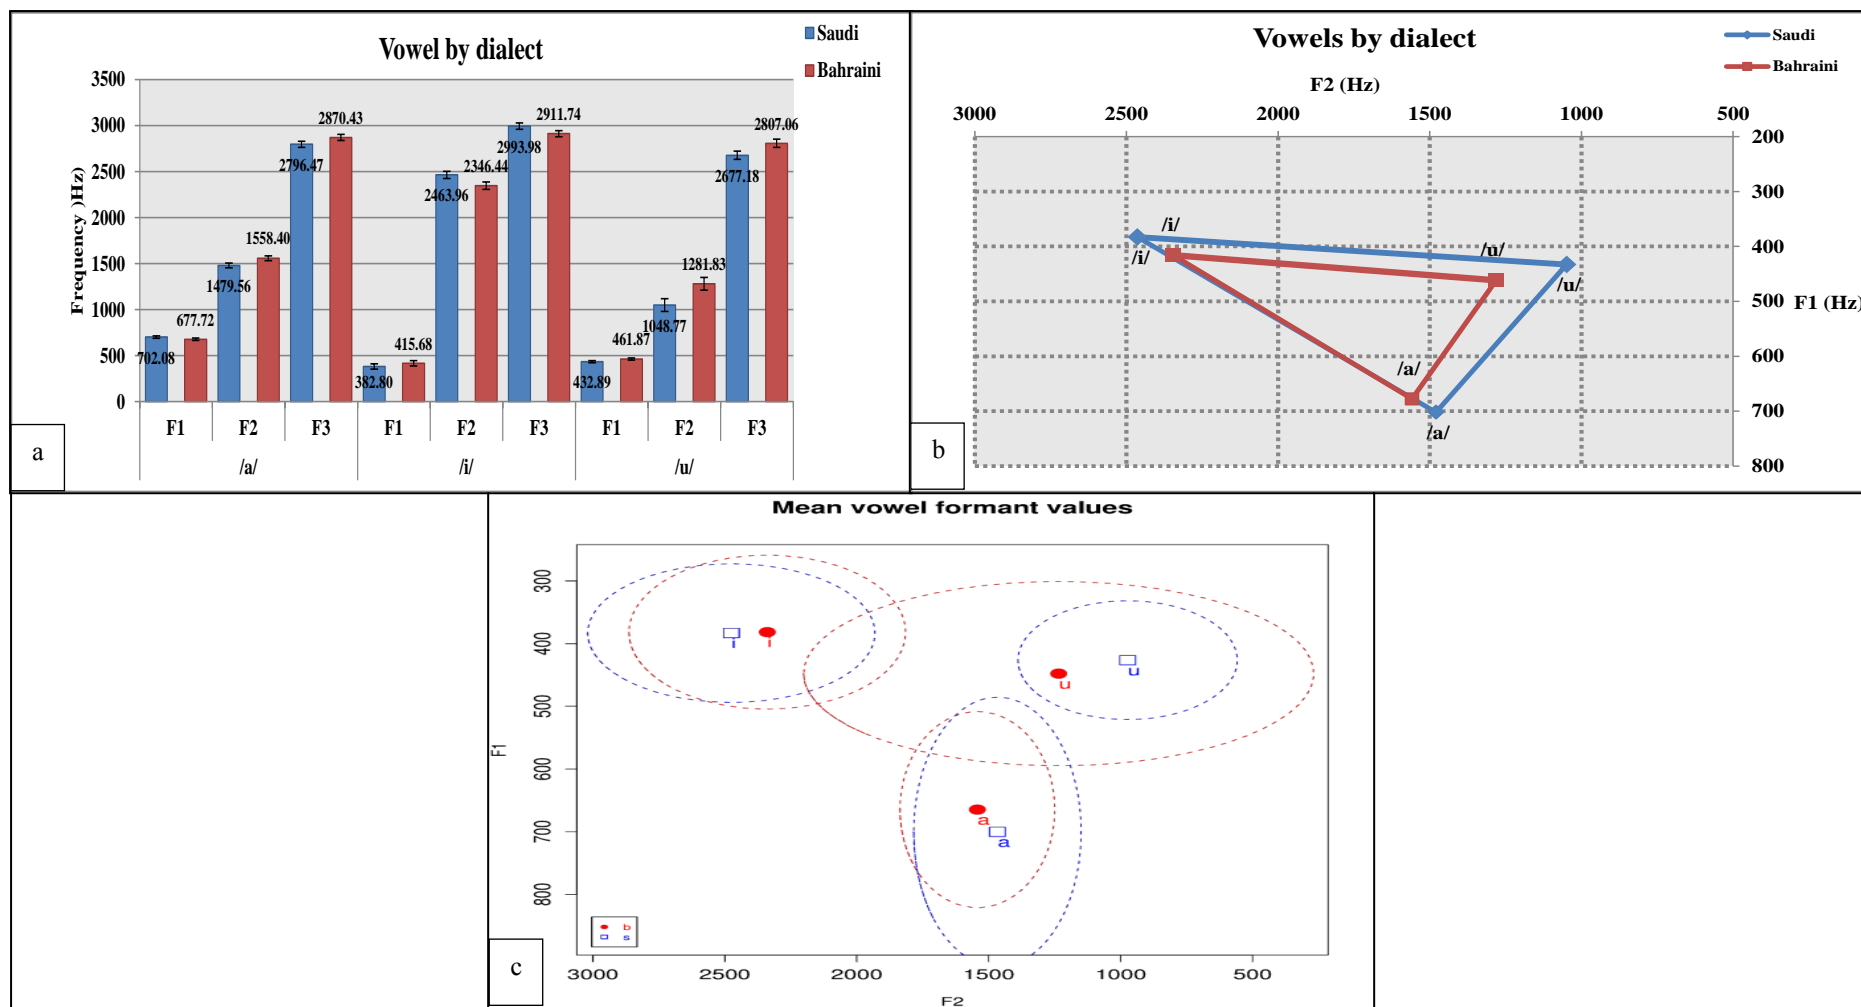 Vowel by dialect
Saudi
Bahraini
Frequency )Hz)
3500
3000
2500
2000
1500
1000
500
0
702.08
677.72
1479.56
1558.40
2796.47
2870.43
382.80
415.68
2463.96
2346.44
2993.98
2911.74
432.89
461.87
1048.77
1281.83
2677.18
2807.06
F1 F2 F3 F1 F2 F3 F1 F2 F3
/a/ /i/ /u/
a
Vowels by dialect
Saudi
Bahraini
F2 (Hz)
3000 2500 2000 1500 1000 500
200
300
400
500
600
700
800
F1 (Hz)
/i/
/i/
/u/
/u/
/a/
/a/
b
Mean vowel formant values
F1
300
400
500
600
700
800
i
i
u
u
a
a
b
s
3000 2500 2000 1500 1000 500
F2
c